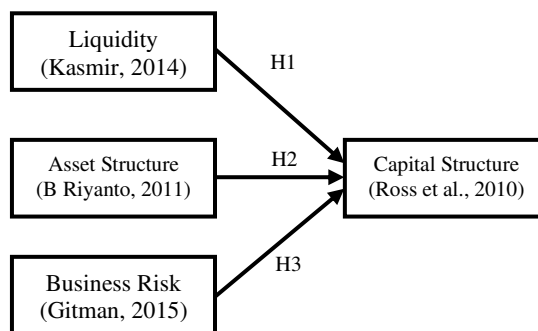 Liquidity
(Kasmir, 2014)
H1
Asset Structure
(B Riyanto, 2011)
H2
Capital Structure
(Ross et al., 2010)
H3
Business Risk
(Gitman, 2015)